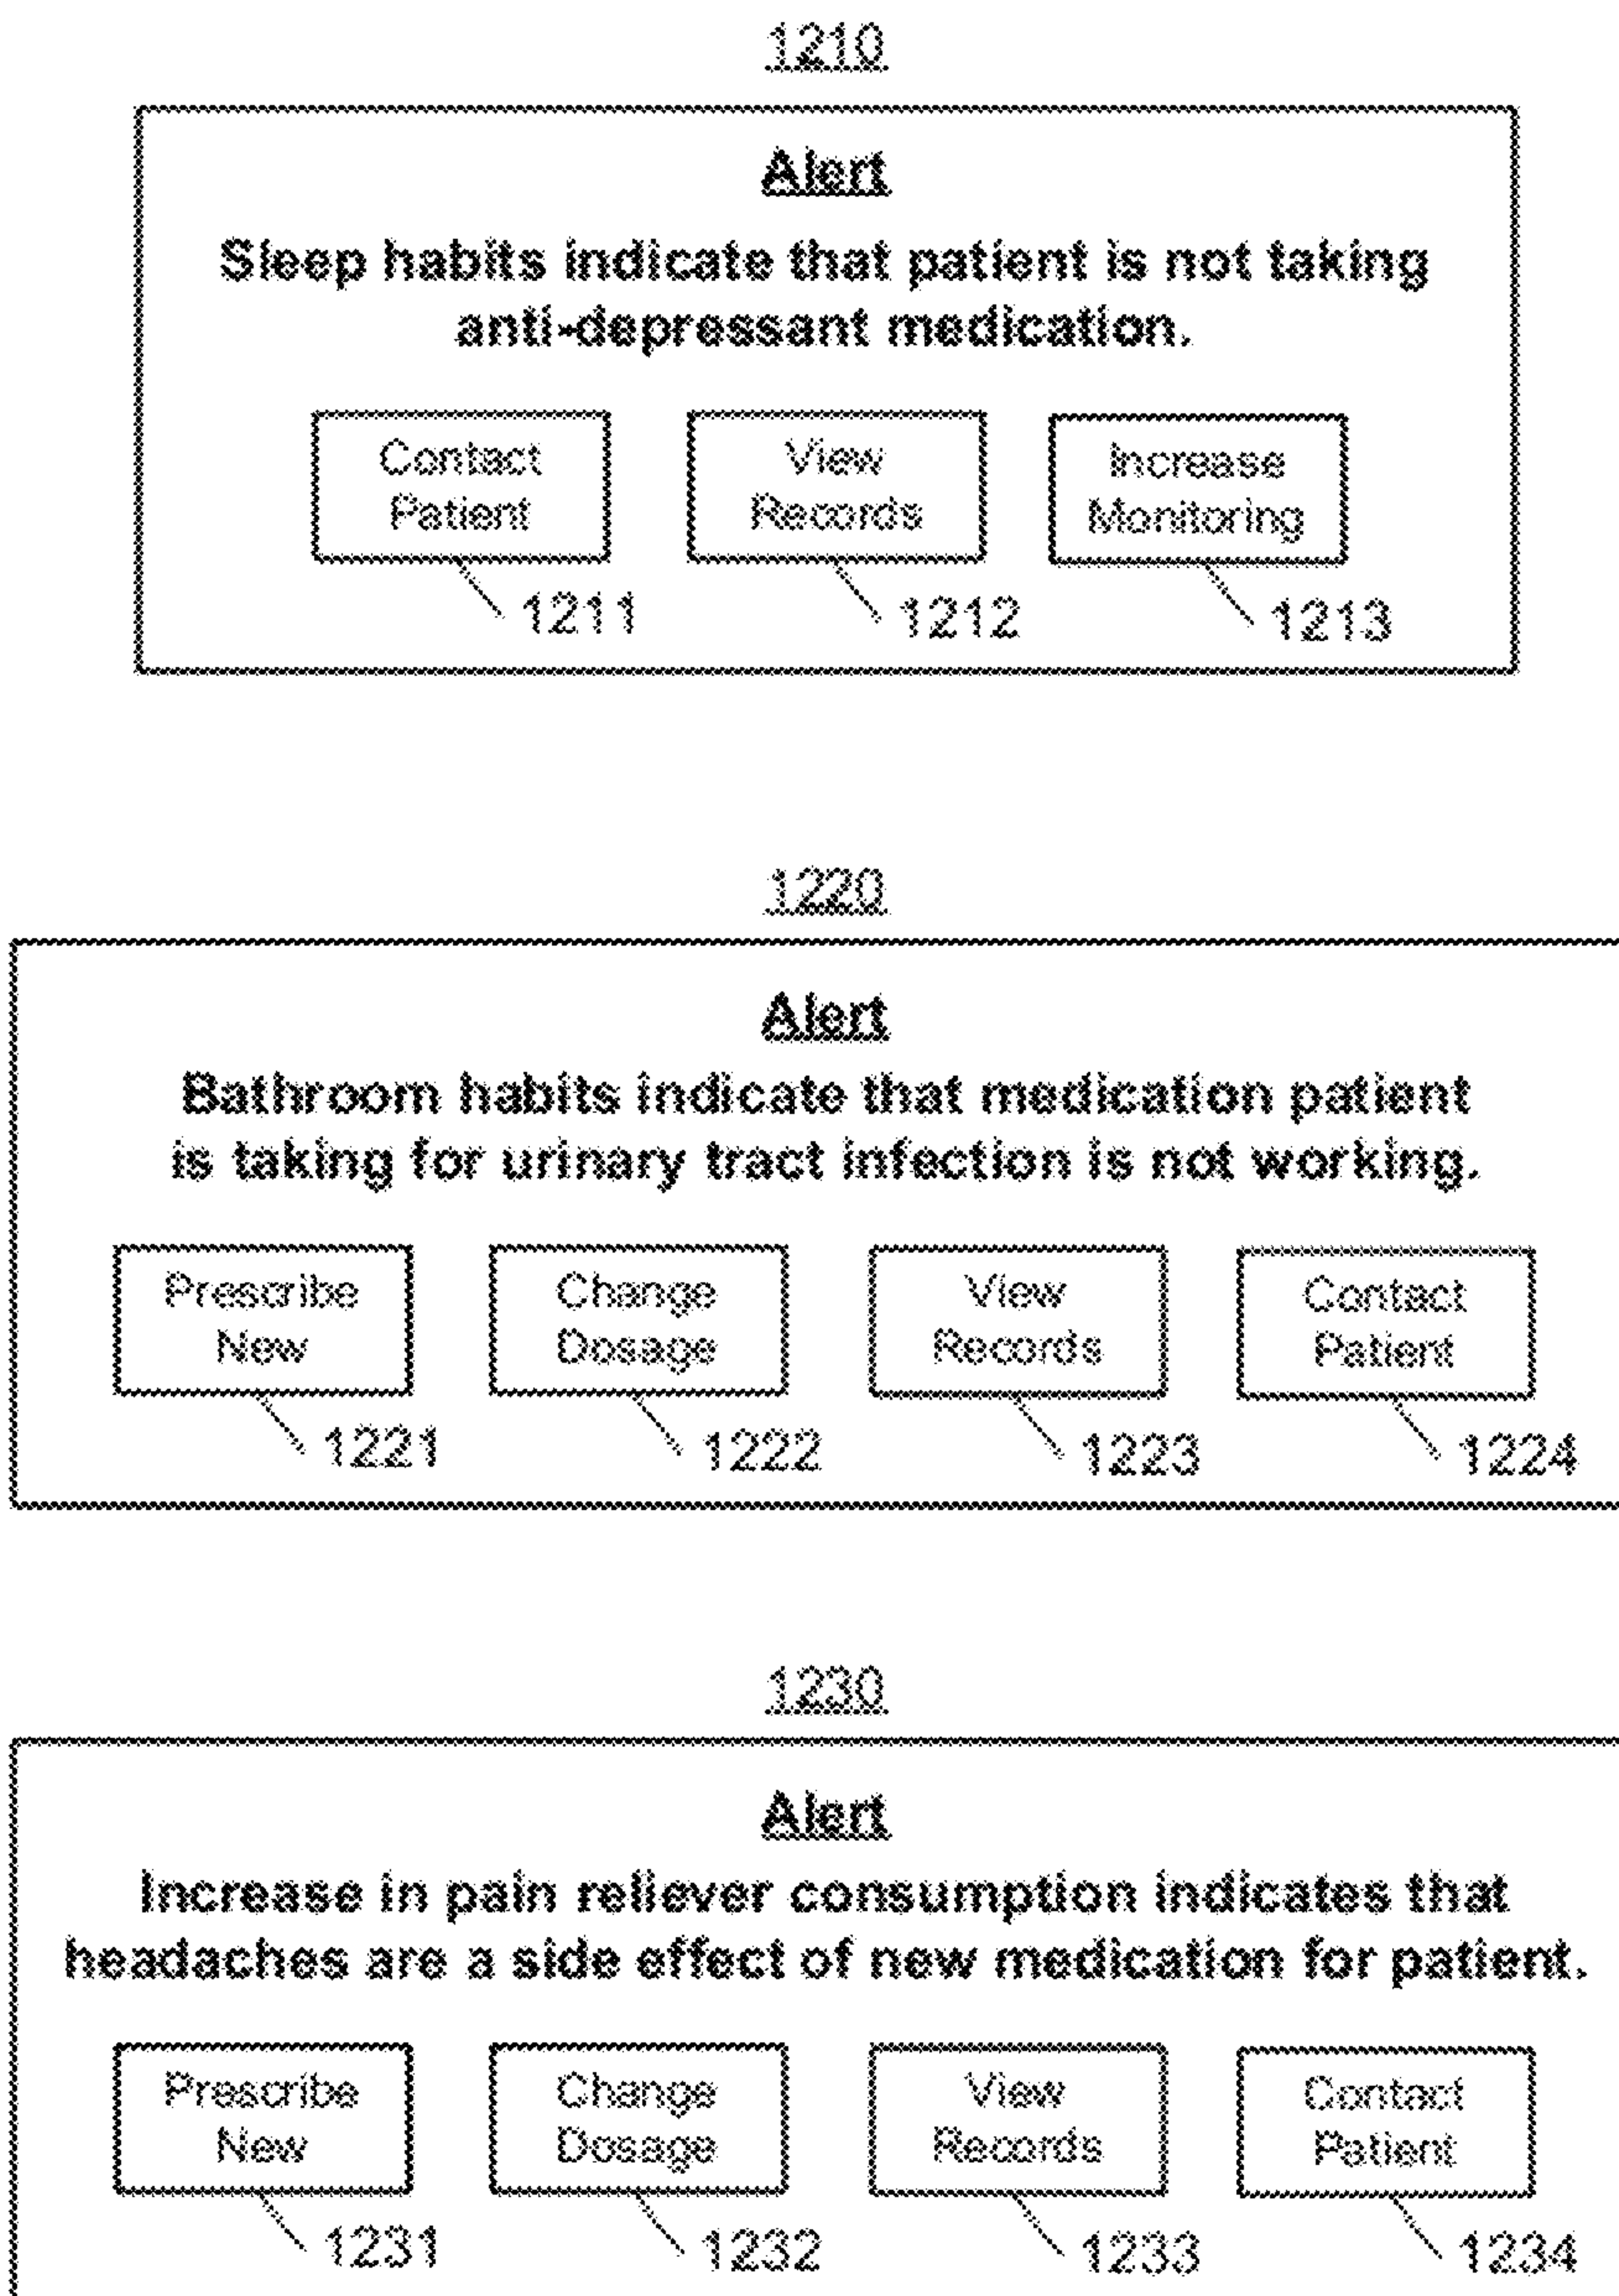 1210
Alert
Sleep habits indicate that patient is not taking
anti-depressant medication.
Contact
Patient
View
Records
Increase
Monitoring
1211
1212
1213
1220
Alert
Bathroom habits indicate that medication patient
is taking for urinary tract infection is not working.
Prescribe
New
Change
Dosage
View
Records
Contact
Patient
1221
1222
1223
1224
1230
Alert
Increase in pain reliever consumption indicates that
headaches are a side effect of new medication for patient.
Prescribe
New
Change
Dosage
View
Records
Contact
Patient
1231
1232
1233
1234